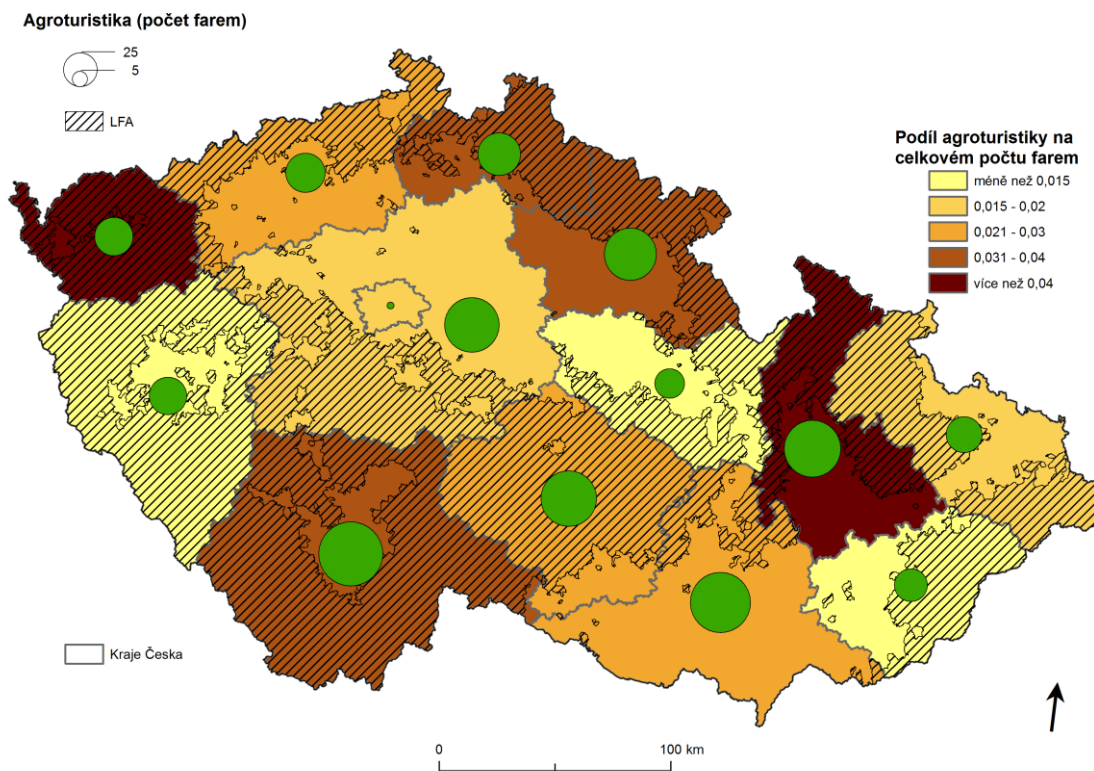 Agroturistika (počet farem)
25
5
LFA
Podíl agroturistiky na
celkovém počtu farem
méně než 0,015
0,015 - 0,02
0,021 - 0,03
0,031 - 0,04
více než 0,04
Kraje Česka
0
100 km